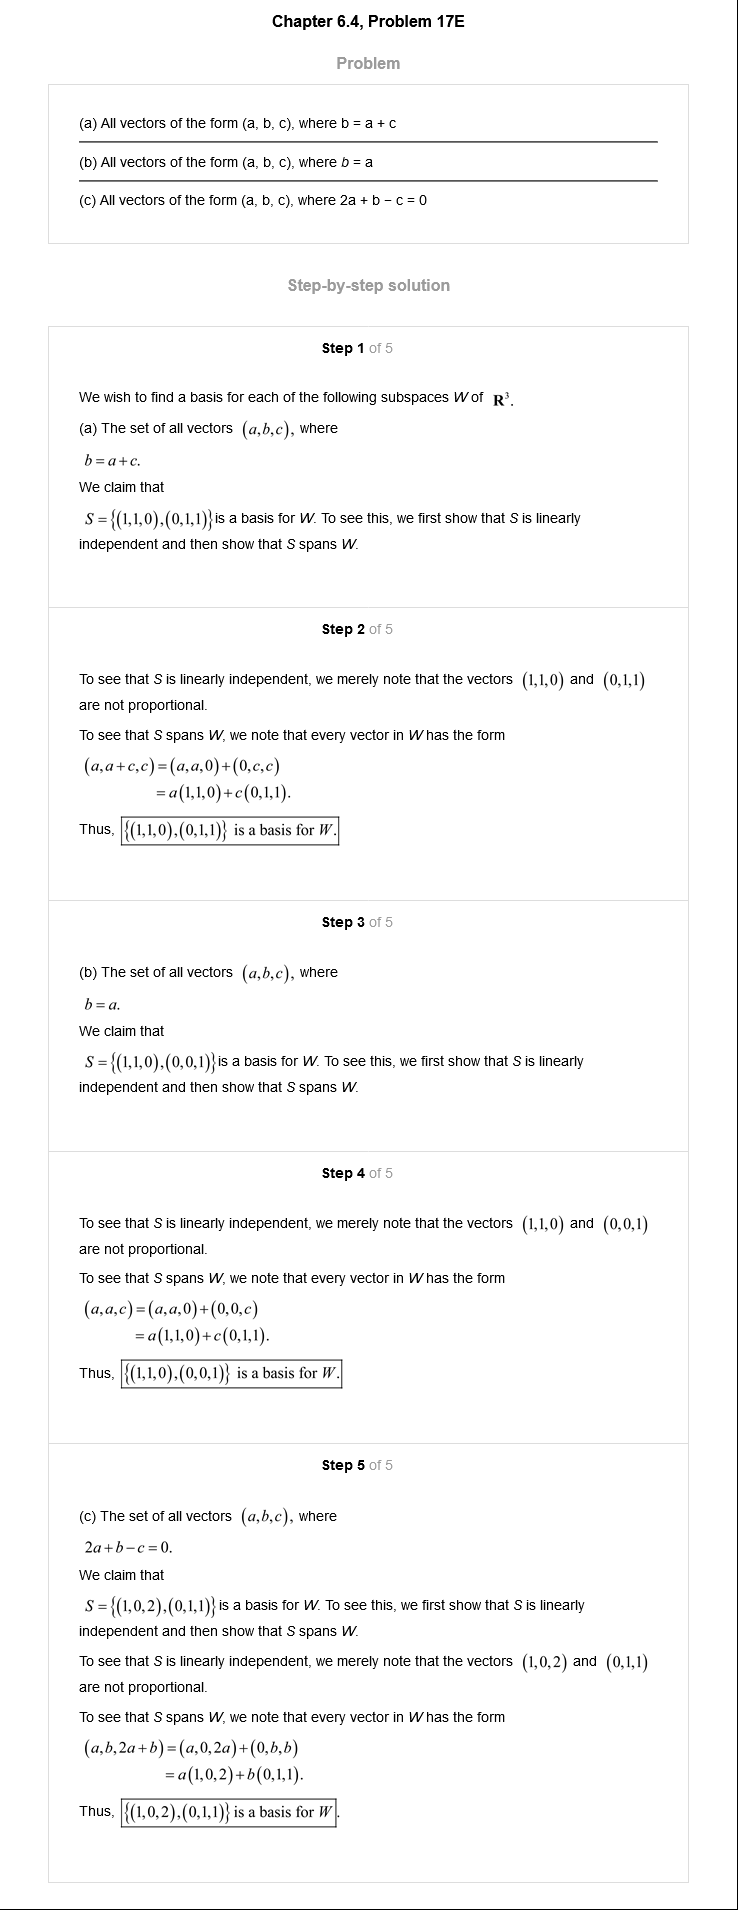 Chapter 6.4, Problem 17E
Problem
(a) All vectors of the form (a, b, c), where b = a + c
(b) All vectors of the form (a, b, c), where b = a
(c) All vectors of the form (a, b, c), where 2a + b − c = 0
Step-by-step solution
Step 1 of 5
We wish to find a basis for each of the following subspaces W of R³.
(a) The set of all vectors (a,b,c), where
b = a + c.
We claim that
S = {(1,1,0),(0,1,1)} is a basis for W. To see this, we first show that S is linearly
independent and then show that S spans W.
Step 2 of 5
To see that S is linearly independent, we merely note that the vectors (1,1,0) and (0,1,1)
are not proportional.
To see that S spans W, we note that every vector in W has the form
(a,a+c,c) = (a,a,0)+(0,c,c)
= a(1,1,0)+c(0,1,1).
Thus, {(1,1,0),(0,1,1)} is a basis for W.
Step 3 of 5
(b) The set of all vectors (a,b,c), where
b = a.
We claim that
S = {(1,1,0),(0,0,1)} is a basis for W. To see this, we first show that S is linearly
independent and then show that S spans W.
Step 4 of 5
To see that S is linearly independent, we merely note that the vectors (1,1,0) and (0,0,1)
are not proportional.
To see that S spans W, we note that every vector in W has the form
(a,a,c) = (a,a,0)+(0,0,c)
= a(1,1,0)+c(0,1,1).
Thus, {(1,1,0),(0,0,1)} is a basis for W.
Step 5 of 5
(c) The set of all vectors (a,b,c), where
2a + b − c = 0.
We claim that
S = {(1,0,2),(0,1,1)} is a basis for W. To see this, we first show that S is linearly
independent and then show that S spans W.
To see that S is linearly independent, we merely note that the vectors (1,0,2) and (0,1,1)
are not proportional.
To see that S spans W, we note that every vector in W has the form
(a,b,2a+b) = (a,0,2a)+(0,b,b)
= a(1,0,2)+b(0,1,1).
Thus, {(1,0,2),(0,1,1)} is a basis for W.